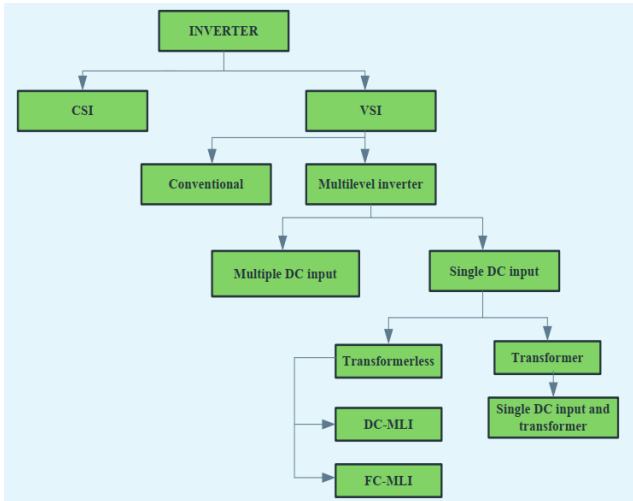 INVERTER
CSI
VSI
Conventional
Multilevel inverter
Multiple DC input
Single DC input
Transformerless
Transformer
Single DC input and
transformer
DC-MLI
FC-MLI